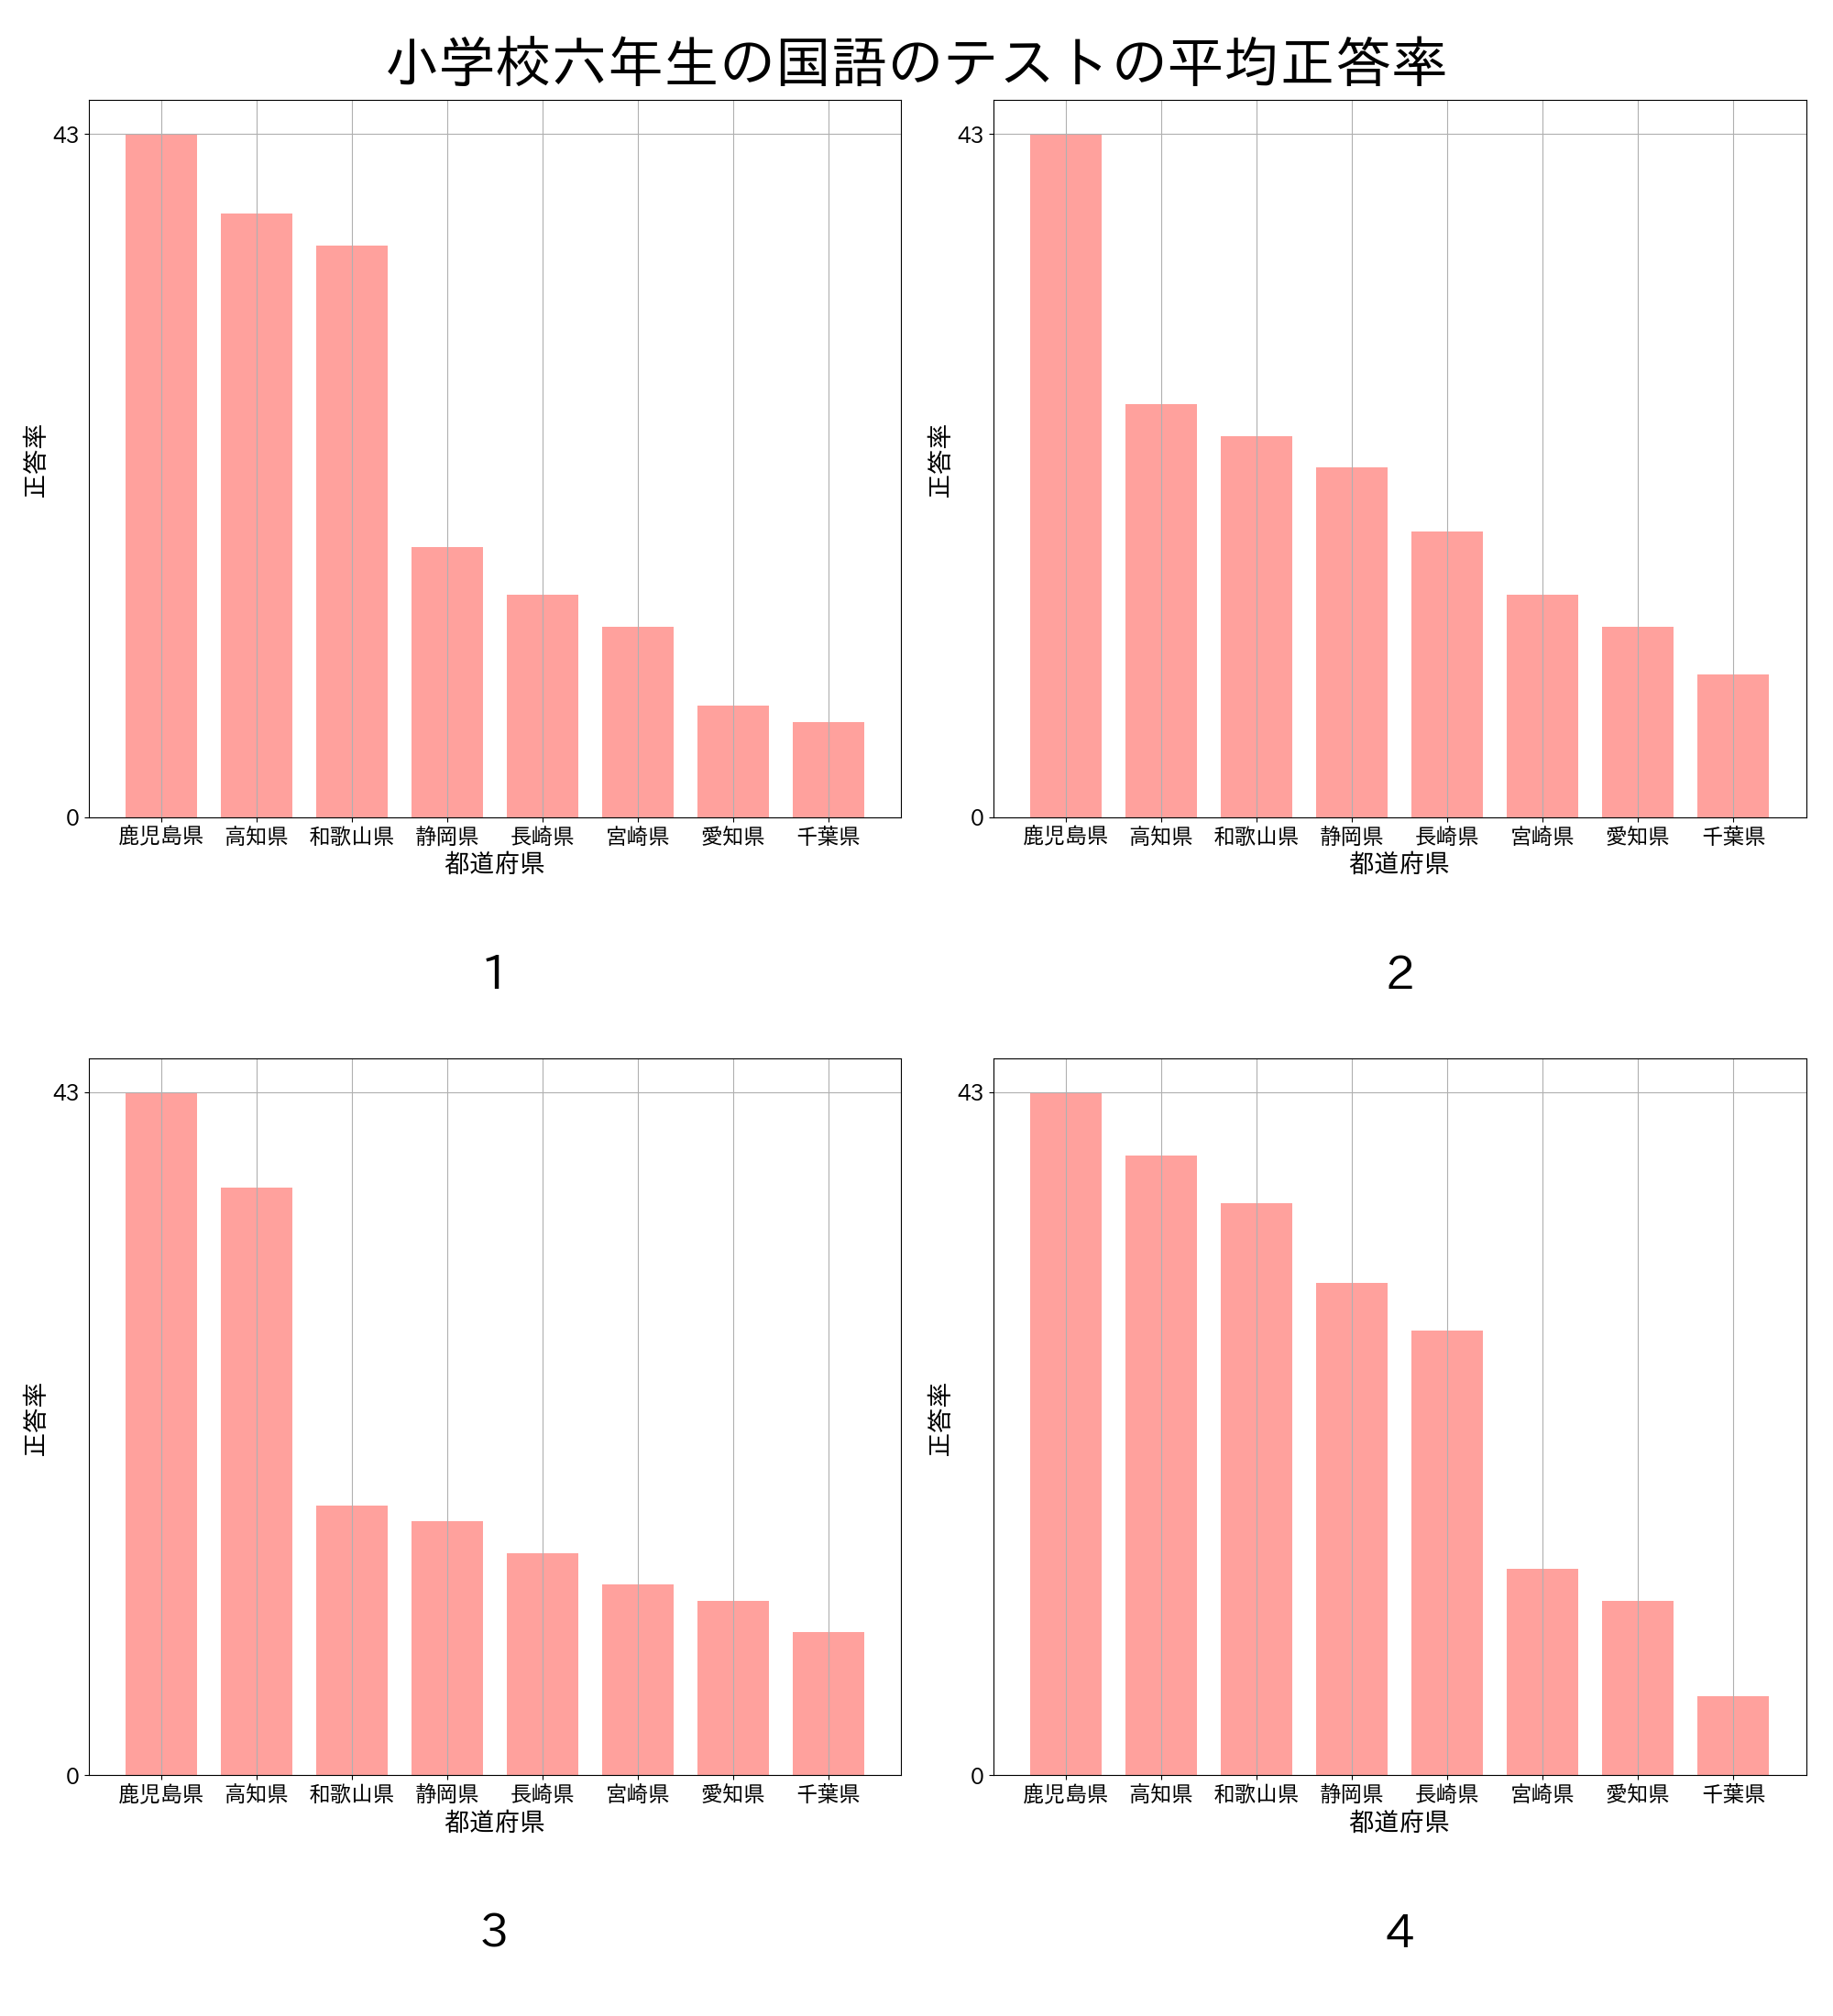 小学校六年生の国語のテストの平均正答率
43
0
正答率
鹿児島県 高知県 和歌山県 静岡県 長崎県 宮崎県 愛知県 千葉県
都道府県
1
43
0
正答率
鹿児島県 高知県 和歌山県 静岡県 長崎県 宮崎県 愛知県 千葉県
都道府県
2
43
0
正答率
鹿児島県 高知県 和歌山県 静岡県 長崎県 宮崎県 愛知県 千葉県
都道府県
3
43
0
正答率
鹿児島県 高知県 和歌山県 静岡県 長崎県 宮崎県 愛知県 千葉県
都道府県
4